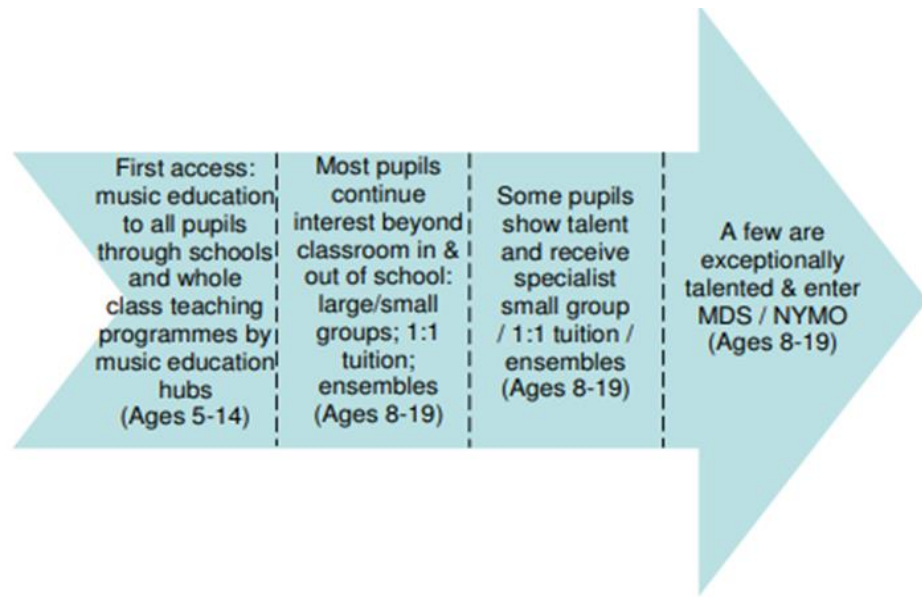 First access:
music education
to all pupils
through schools
and whole
class teaching
programmes by
music education
hubs
(Ages 5-14)
Most pupils
continue
interest beyond
classroom in &
out of school:
large/small
groups; 1:1
tuition;
ensembles
(Ages 8-19)
Some pupils
show talent
and receive
specialist
small group
/ 1:1 tuition /
ensembles
(Ages 8-19)
A few are
exceptionally
talented & enter
MDS / NYMO
(Ages 8-19)